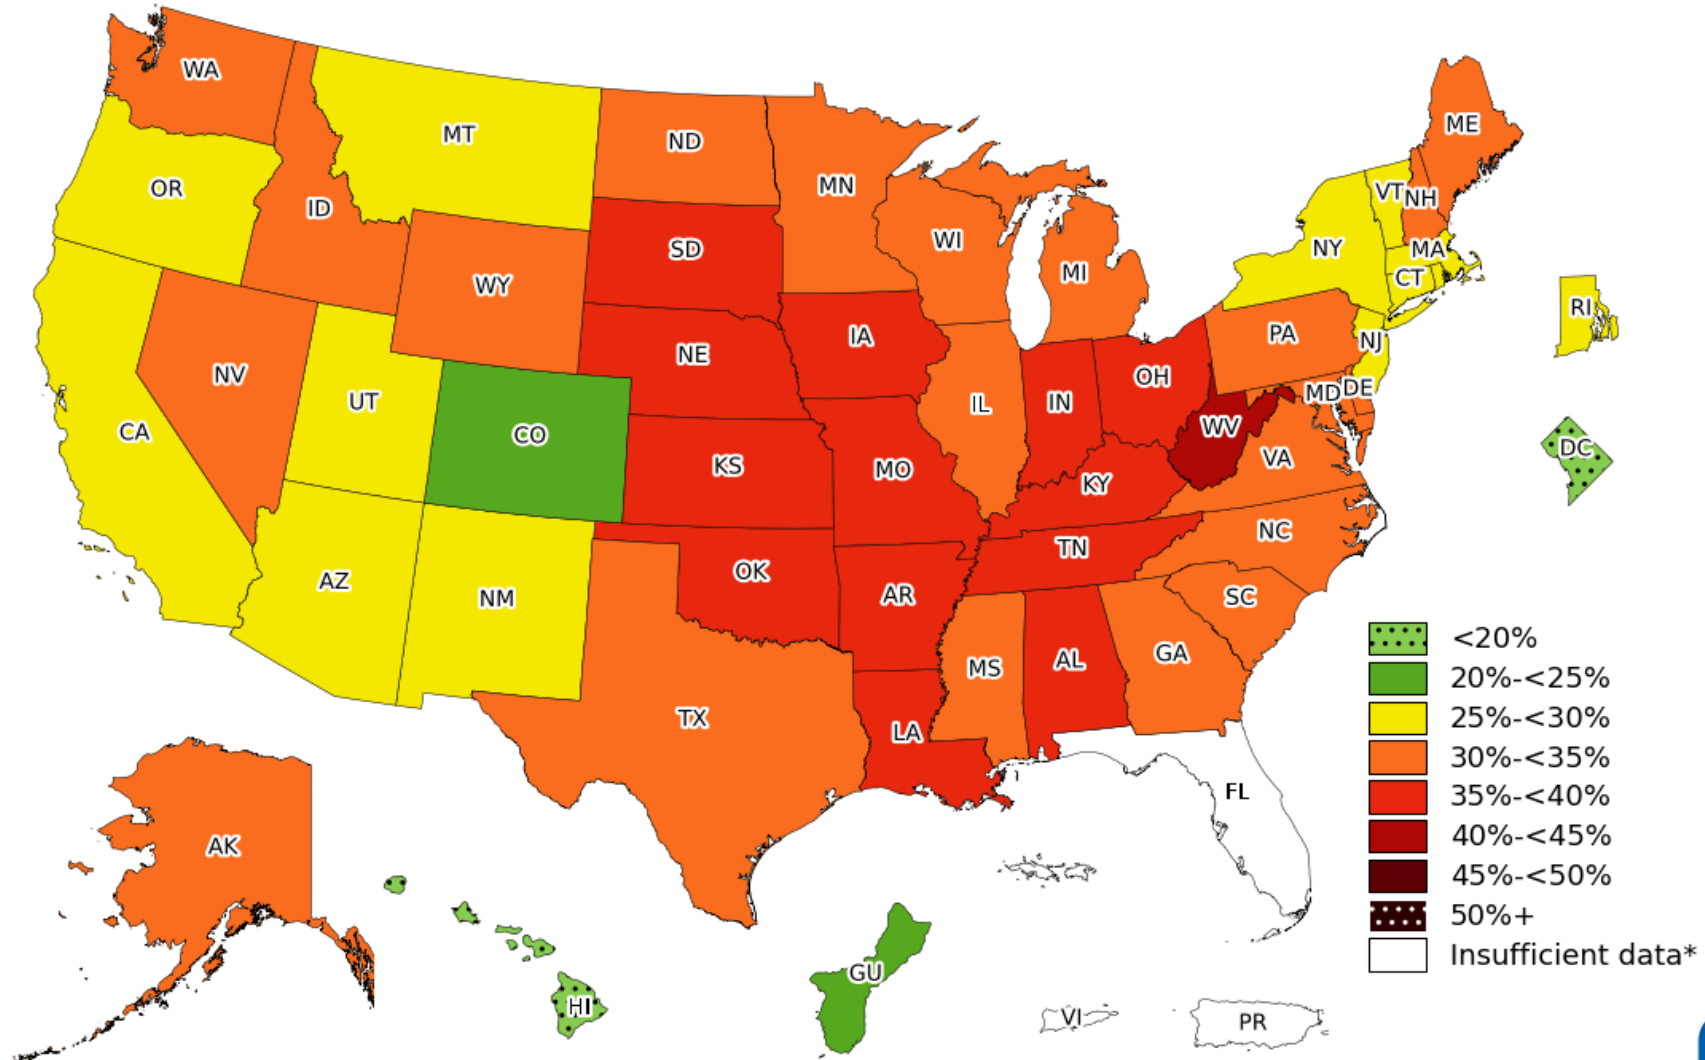 WA
MT
ND
MN
ME
OR
ID
VT
NH
SD
WI
NY
MA
WY
MI
CT
RI
NE
IA
PA
NJ
NV
UT
OH
MD
DE
CA
CO
IL
IN
WV
DC
KS
MO
KY
VA
AZ
NM
OK
AR
TN
NC
SC
MS
AL
GA
TX
LA
FL
AK
HI
GU
VI
PR
<20%
20%-<25%
25%-<30%
30%-<35%
35%-<40%
40%-<45%
45%-<50%
50%+
Insufficient data*